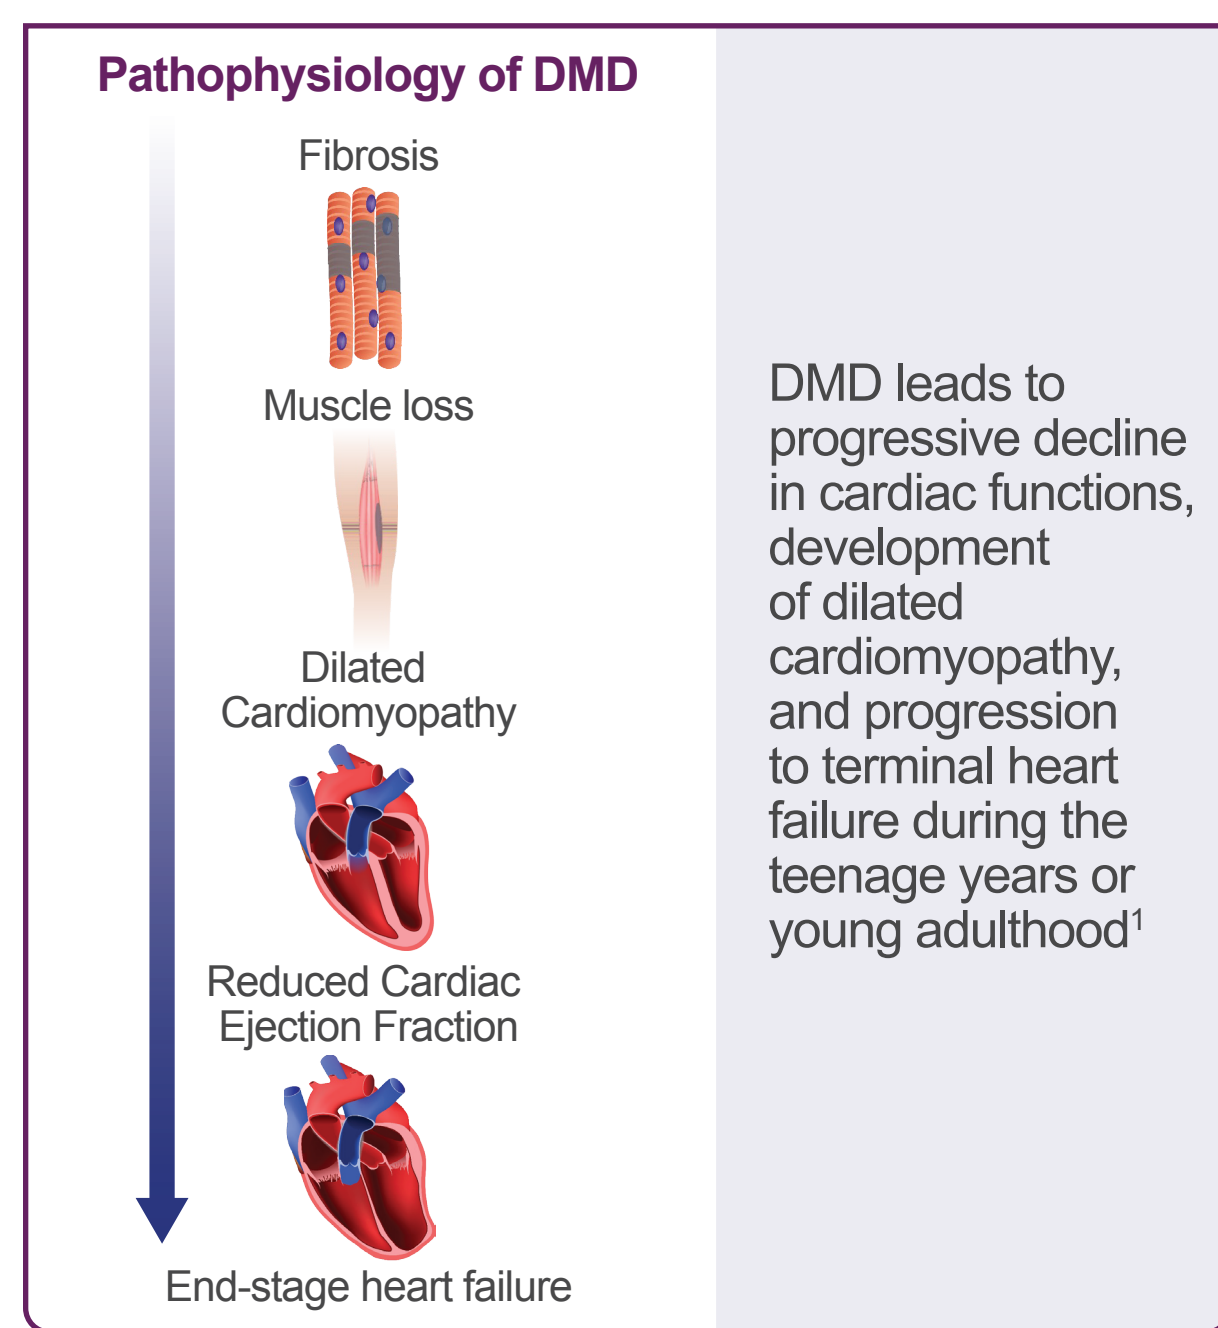 Pathophysiology of DMD
Fibrosis
Muscle loss
Dilated
Cardiomyopathy
Reduced Cardiac
Ejection Fraction
End-stage heart failure
DMD leads to
progressive decline
in cardiac functions,
development
of dilated
cardiomyopathy,
and progression
to terminal heart
failure during the
teenage years or
young adulthood¹